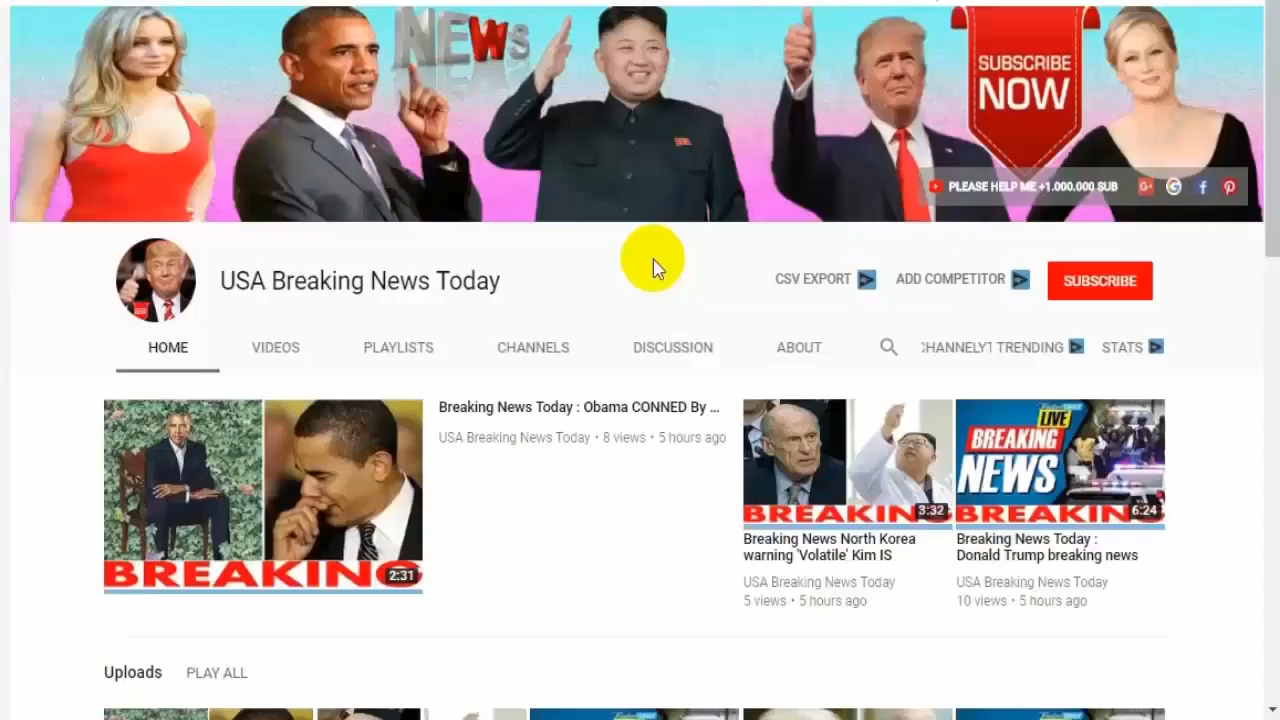 NEWS
SUBSCRIBE
NOW
PLEASE HELP ME +1.000.000 SUB
USA Breaking News Today
CSV EXPORT
ADD COMPETITOR
SUBSCRIBE
HOME
VIDEOS
PLAYLISTS
CHANNELS
DISCUSSION
ABOUT
CHANNELYT TRENDING
STATS
BREAKING
2:31
Breaking News Today : Obama CONNED By ...
USA Breaking News Today • 8 views • 5 hours ago
BREAKIN
3:32
Breaking News North Korea
warning 'Volatile' Kim IS
USA Breaking News Today
5 views • 5 hours ago
LIVE
BREAKING
NEWS
BREAKIN
6:24
Breaking News Today :
Donald Trump breaking news
USA Breaking News Today
10 views • 5 hours ago
Uploads
PLAY ALL